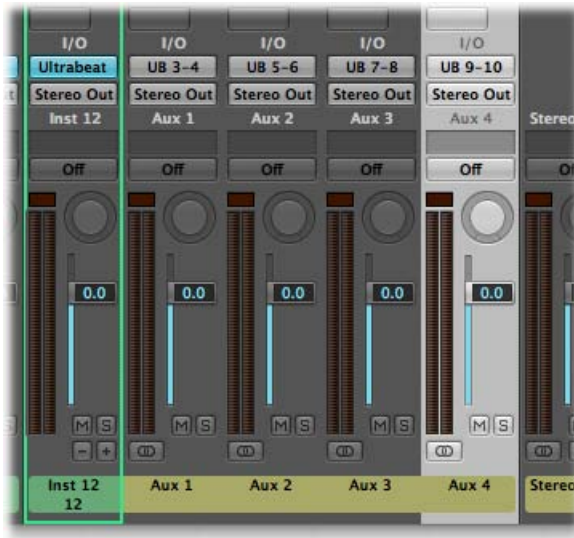 I/O I/O I/O I/O I/O
Ultrabeat UB 3-4 UB 5-6 UB 7-8 UB 9-10
Stereo Out Stereo Out Stereo Out Stereo Out Stereo Out
Inst 12 Aux 1 Aux 2 Aux 3 Aux 4 Stereo
Off Off Off Off Off
0.0 0.0 0.0 0.0 0.0
M S M S M S M S M S
- +
Inst 12 Aux 1 Aux 2 Aux 3 Aux 4 Stereo
12